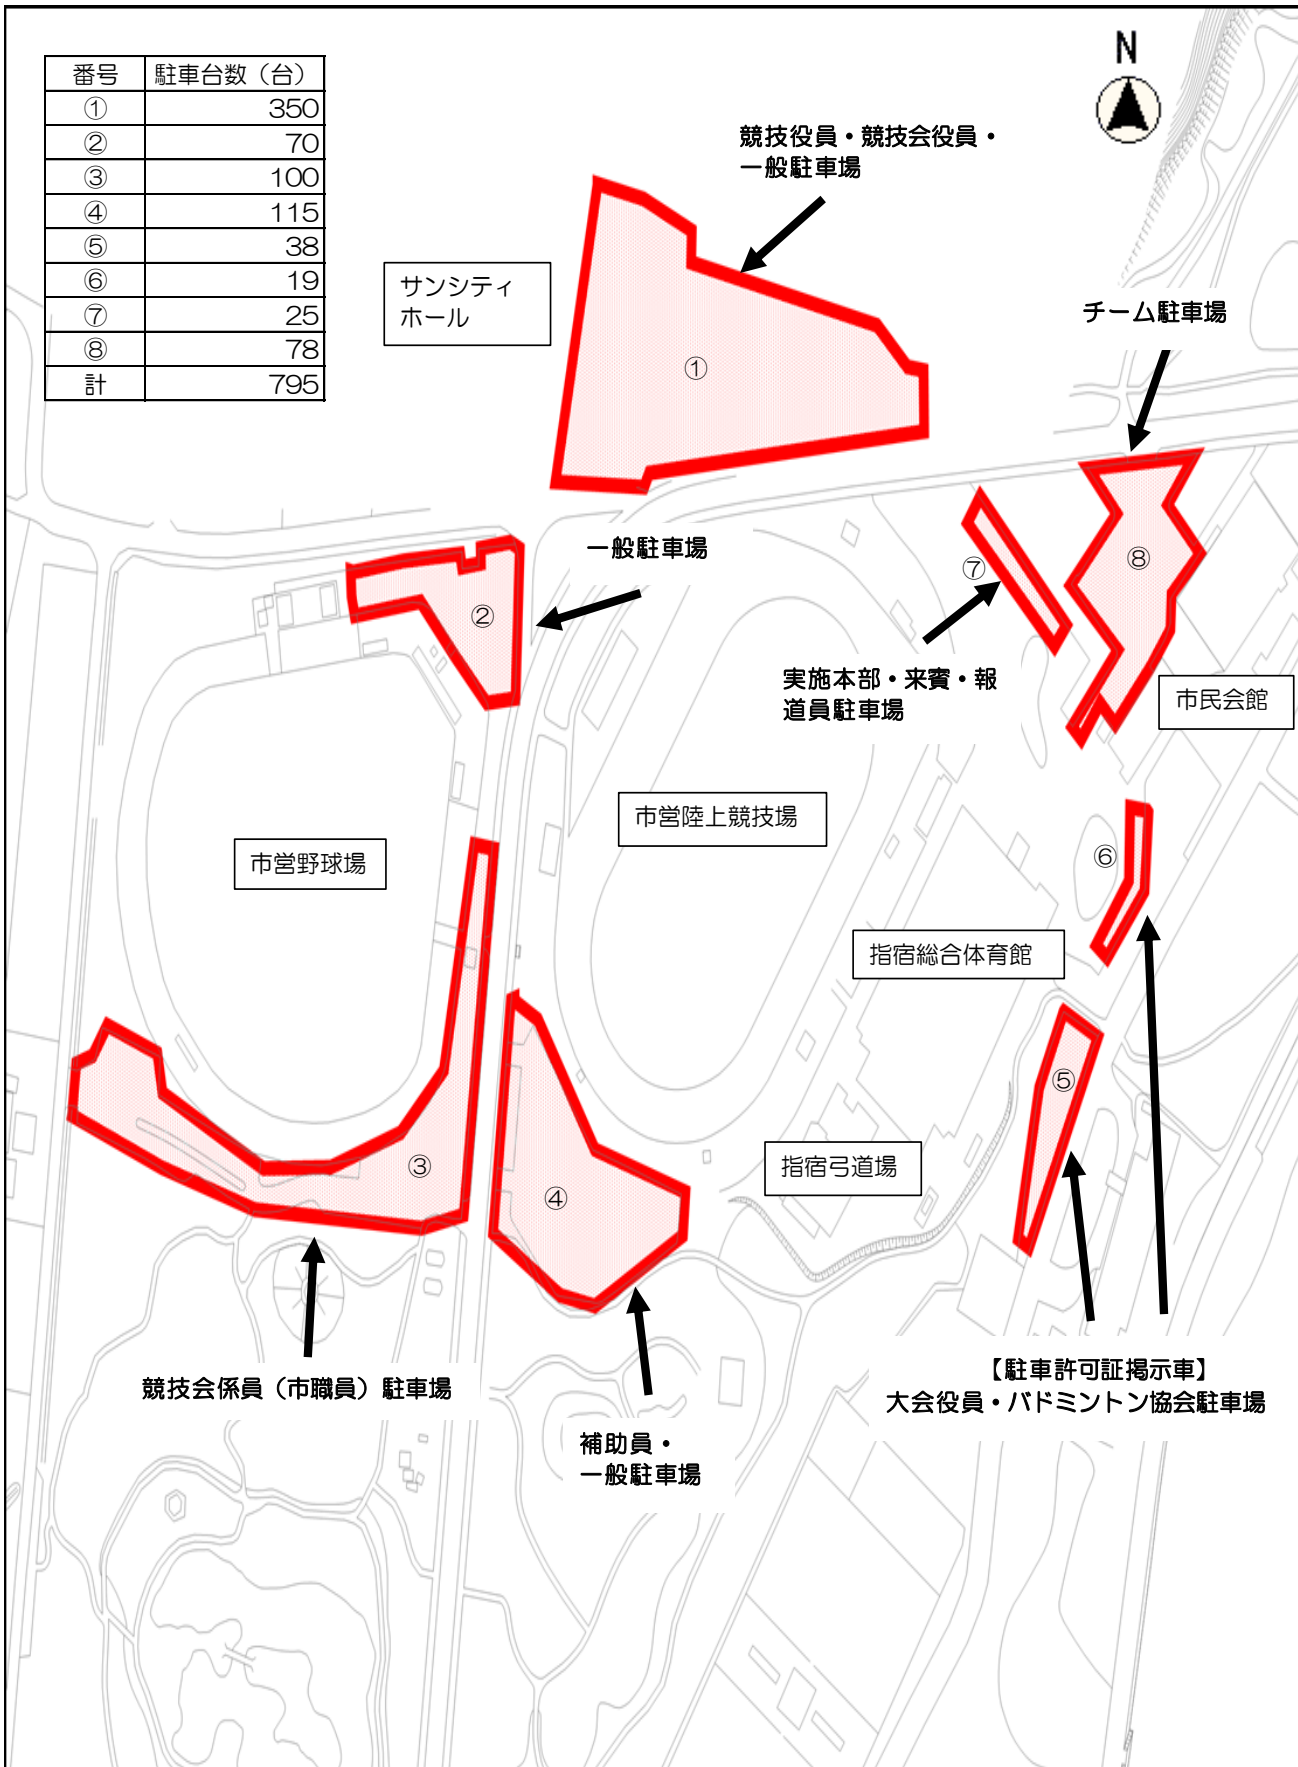 N
番号 駐車台数（台）
① 350
② 70
③ 100
④ 115
⑤ 38
⑥ 19
⑦ 25
⑧ 78
計 795
競技役員・競技会役員・
一般駐車場
サンシティ
ホール
チーム駐車場
①
一般駐車場
⑦
⑧
②
実施本部・来賓・報
道員駐車場
市民会館
市営陸上競技場
市営野球場
⑥
指宿総合体育館
⑤
③
④
指宿弓道場
競技会係員（市職員）駐車場
【駐車許可証掲示車】
大会役員・バドミントン協会駐車場
補助員・
一般駐車場